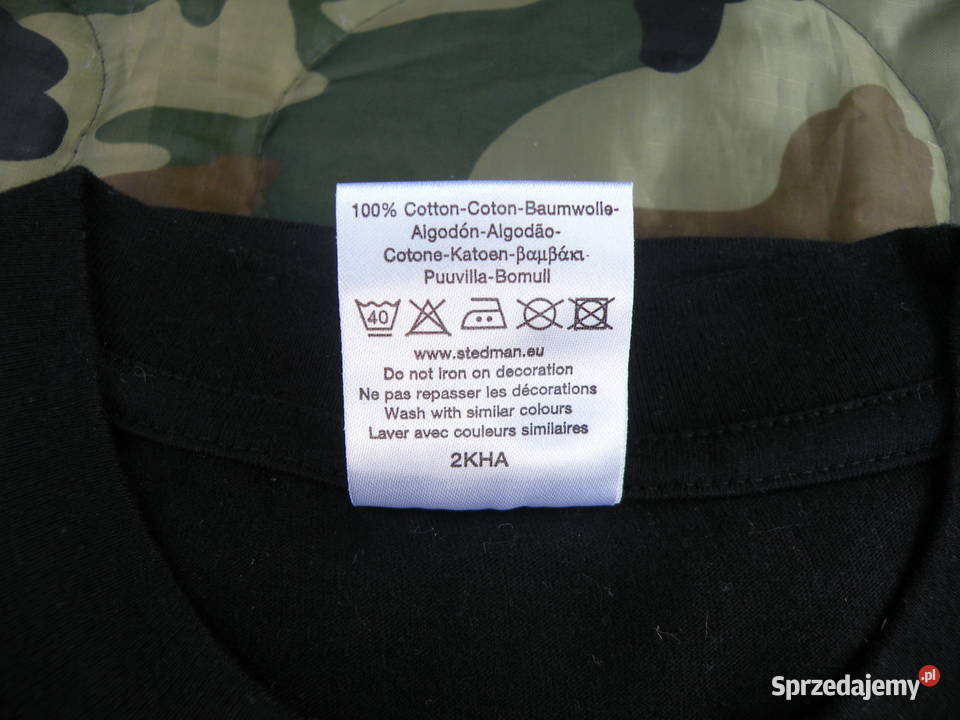 100% Cotton-Coton-Baumwolle-
Algodón-Algodão-
Cotone-Katoen-βαμβάκι-
Puuvilla-Bomull
40
www.stedman.eu
Do not iron on decoration
Ne pas repasser les décorations
Wash with similar colours
Laver avec couleurs similaires
2KHA
Sprzedajemy.pl